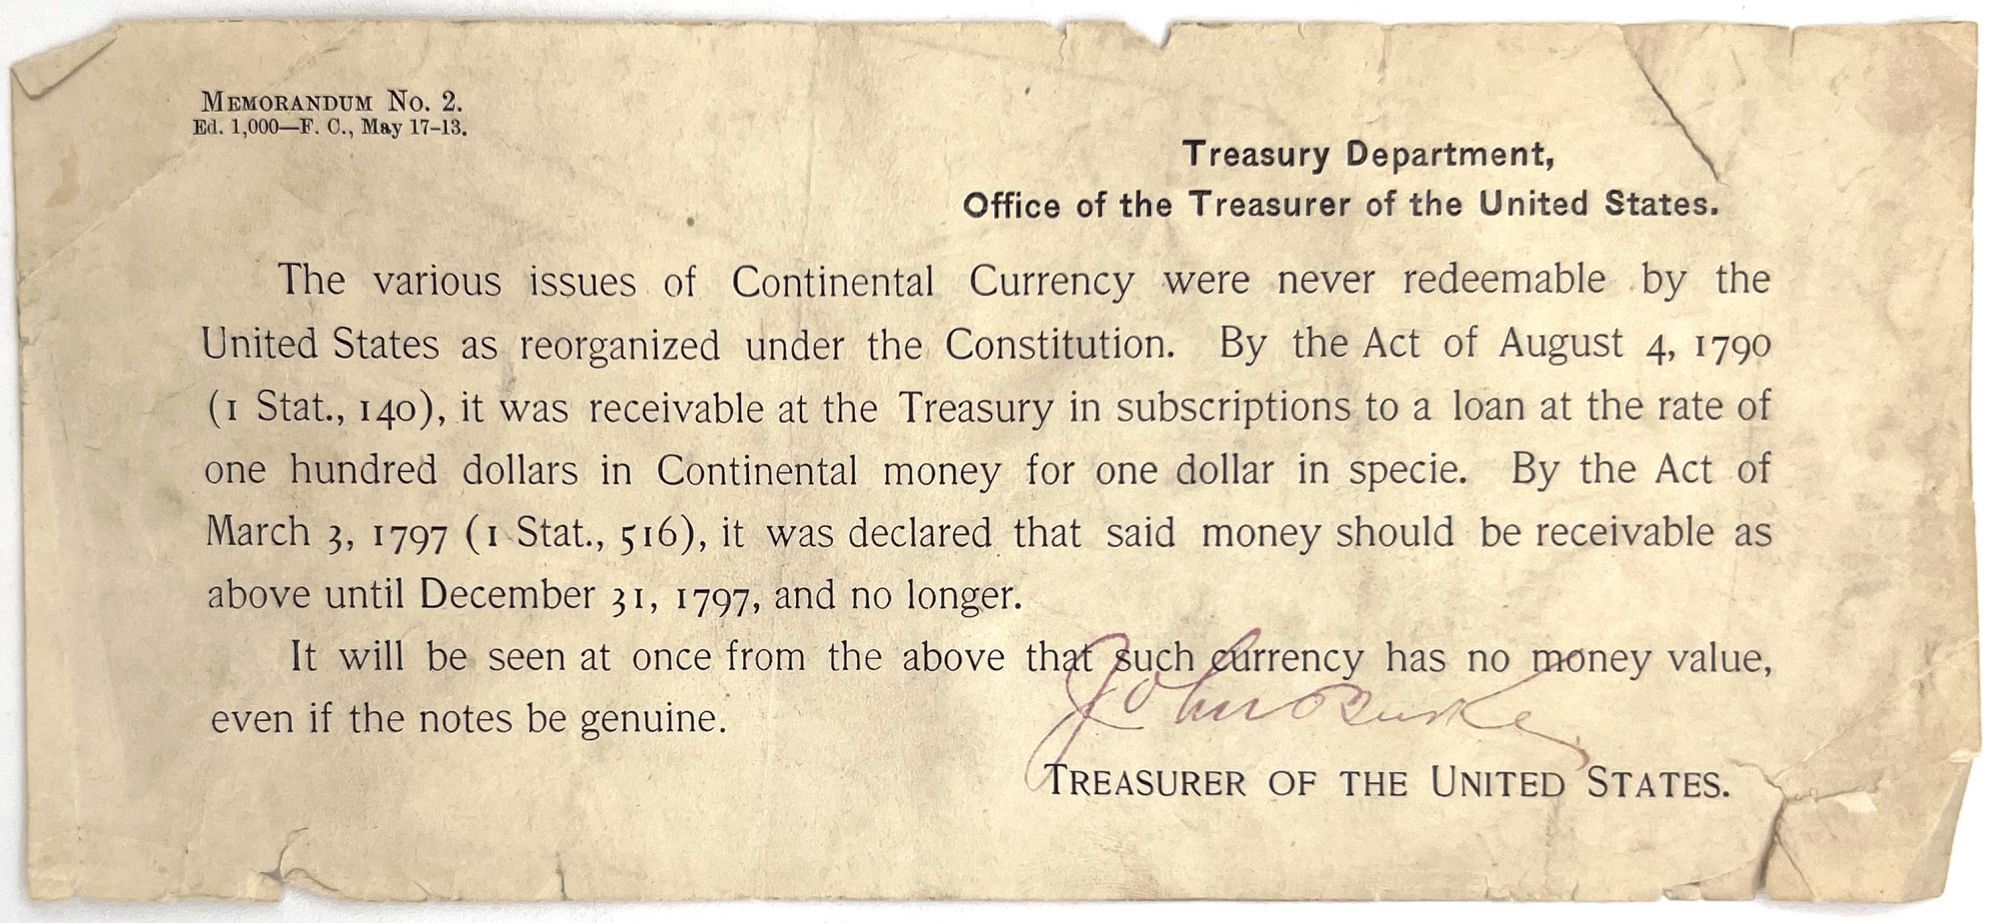 MEMORANDUM No. 2.
Ed. 1,000—F. C., May 17-13.
Treasury Department,
Office of the Treasurer of the United States.
The various issues of Continental Currency were never redeemable by the
United States as reorganized under the Constitution. By the Act of August 4, 1790
(1 Stat., 140), it was receivable at the Treasury in subscriptions to a loan at the rate of
one hundred dollars in Continental money for one dollar in specie. By the Act of
March 3, 1797 (1 Stat., 516), it was declared that said money should be receivable as
above until December 31, 1797, and no longer.
It will be seen at once from the above that such currency has no money value,
even if the notes be genuine.
John Burke
TREASURER OF THE UNITED STATES.